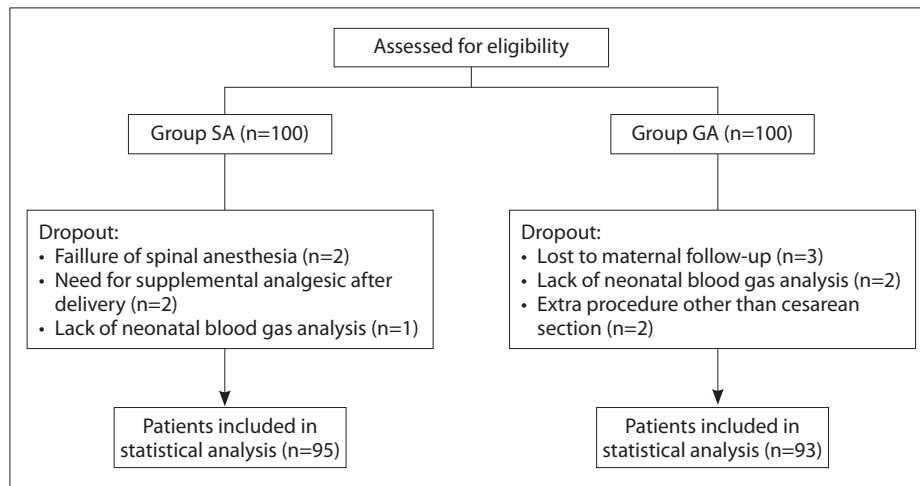 Assessed for eligibility
Group SA (n=100)
Group GA (n=100)
Dropout:
• Faillure of spinal anesthesia (n=2)
• Need for supplemental analgesic after
delivery (n=2)
• Lack of neonatal blood gas analysis (n=1)
Dropout:
• Lost to maternal follow-up (n=3)
• Lack of neonatal blood gas analysis (n=2)
• Extra procedure other than cesarean
section (n=2)
Patients included in
statistical analysis (n=95)
Patients included in
statistical analysis (n=93)